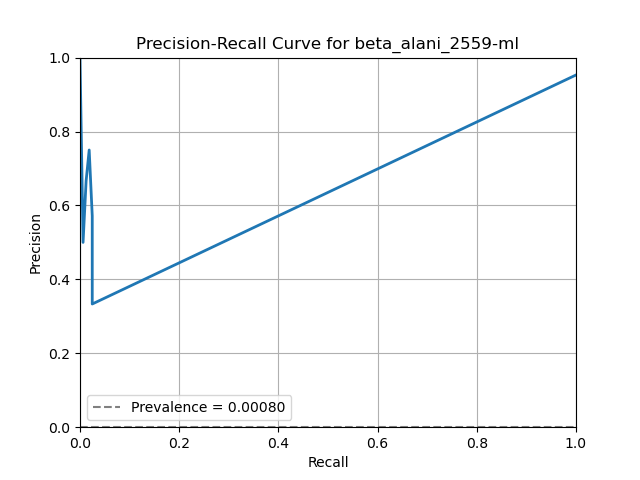 Precision-Recall Curve for beta_alani_2559-ml
1.0
0.8
0.6
0.4
0.2
0.0
Precision
Prevalence = 0.00080
0.0 0.2 0.4 0.6 0.8 1.0
Recall